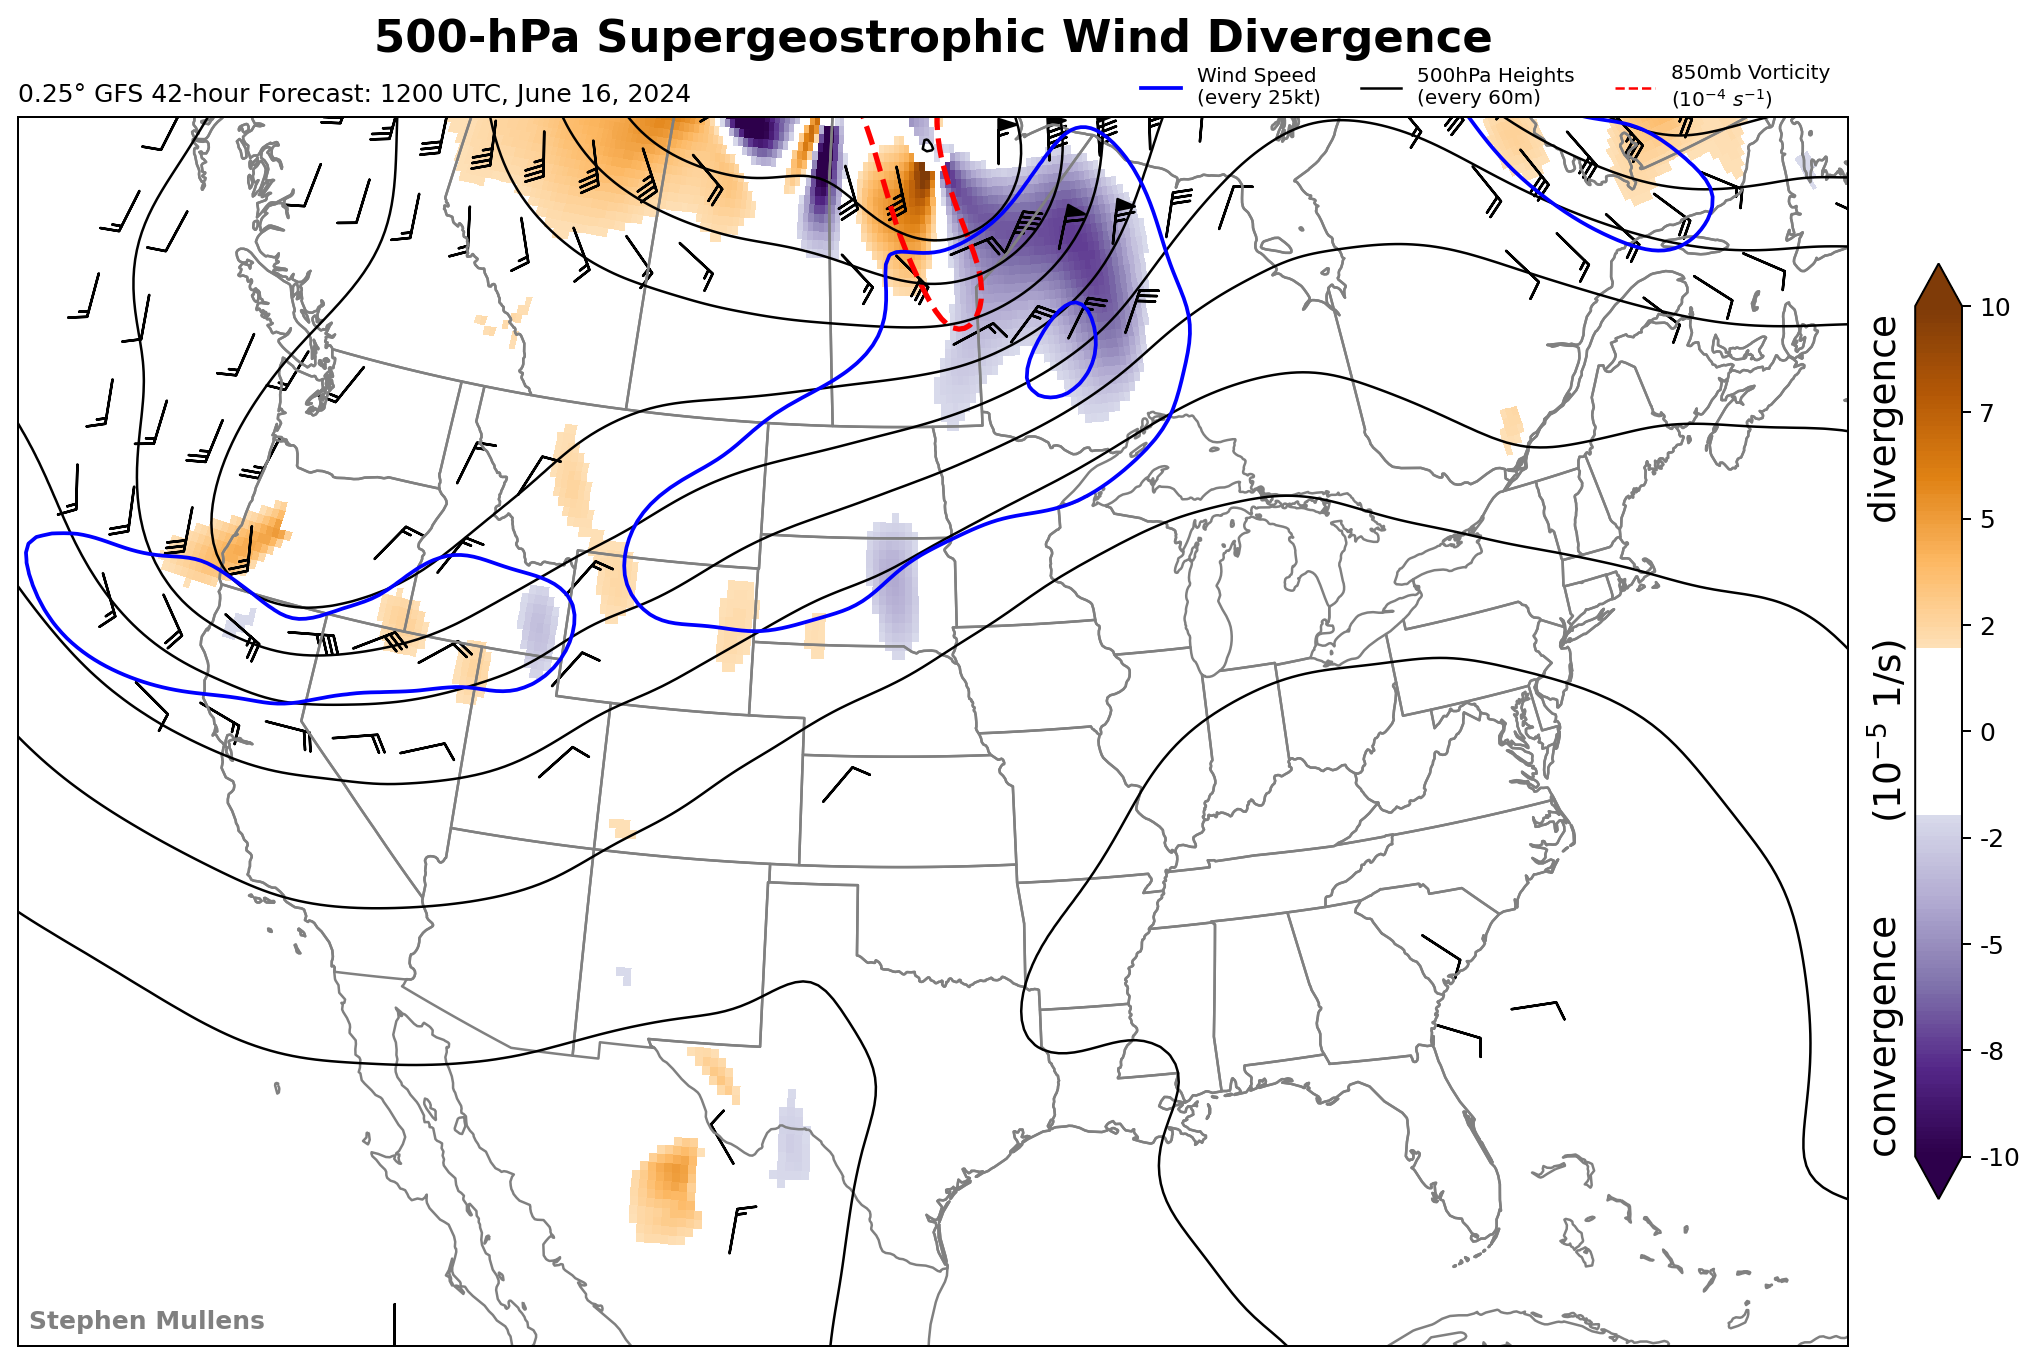 500-hPa Supergeostrophic Wind Divergence
0.25° GFS 42-hour Forecast: 1200 UTC, June 16, 2024
Wind Speed
(every 25kt)
500hPa Heights
(every 60m)
850mb Vorticity
(10⁻⁴ s⁻¹)
10
7
5
2
0
-2
-5
-8
-10
convergence (10⁻⁵ 1/s) divergence
Stephen Mullens